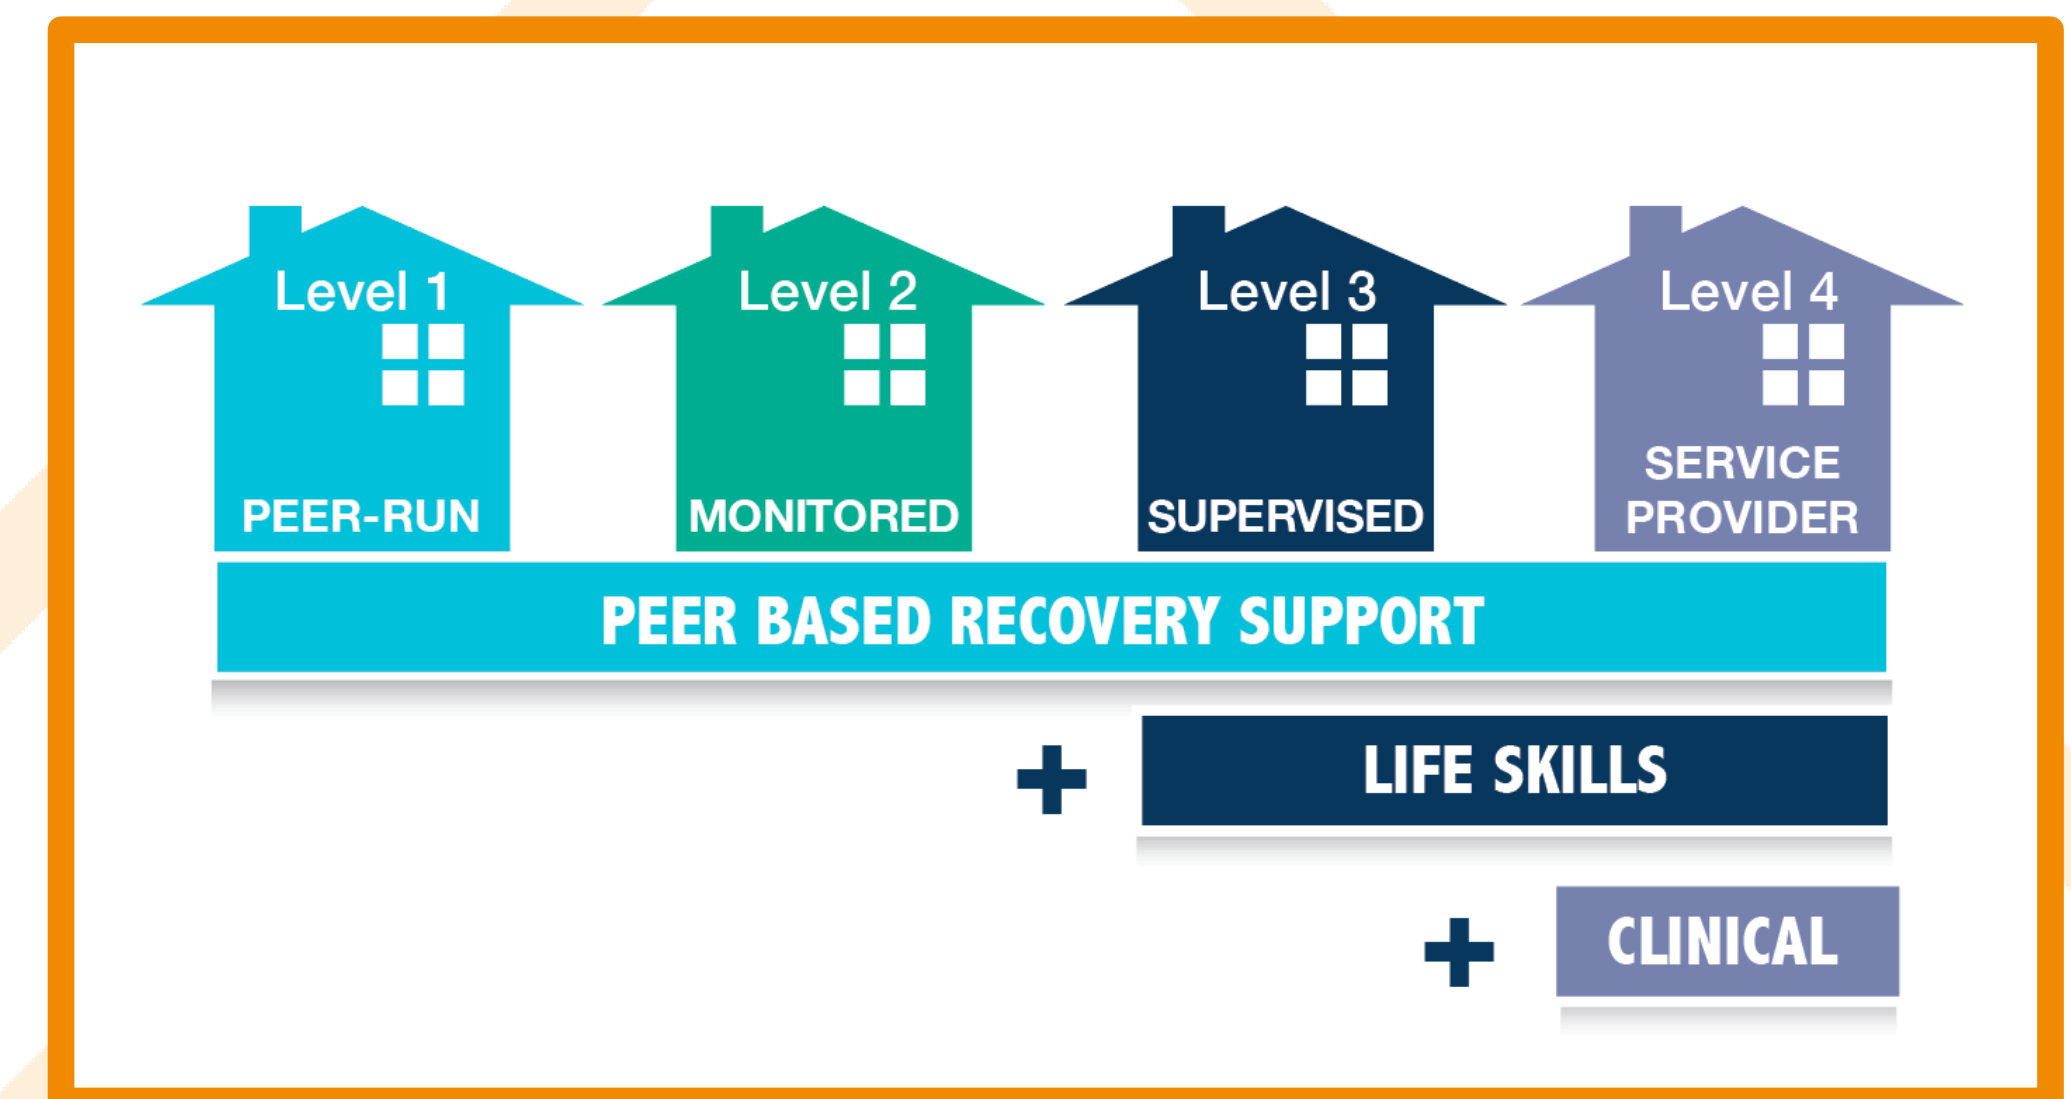 Level 1
PEER-RUN
Level 2
MONITORED
Level 3
SUPERVISED
Level 4
SERVICE
PROVIDER
PEER BASED RECOVERY SUPPORT
+ LIFE SKILLS
+ CLINICAL